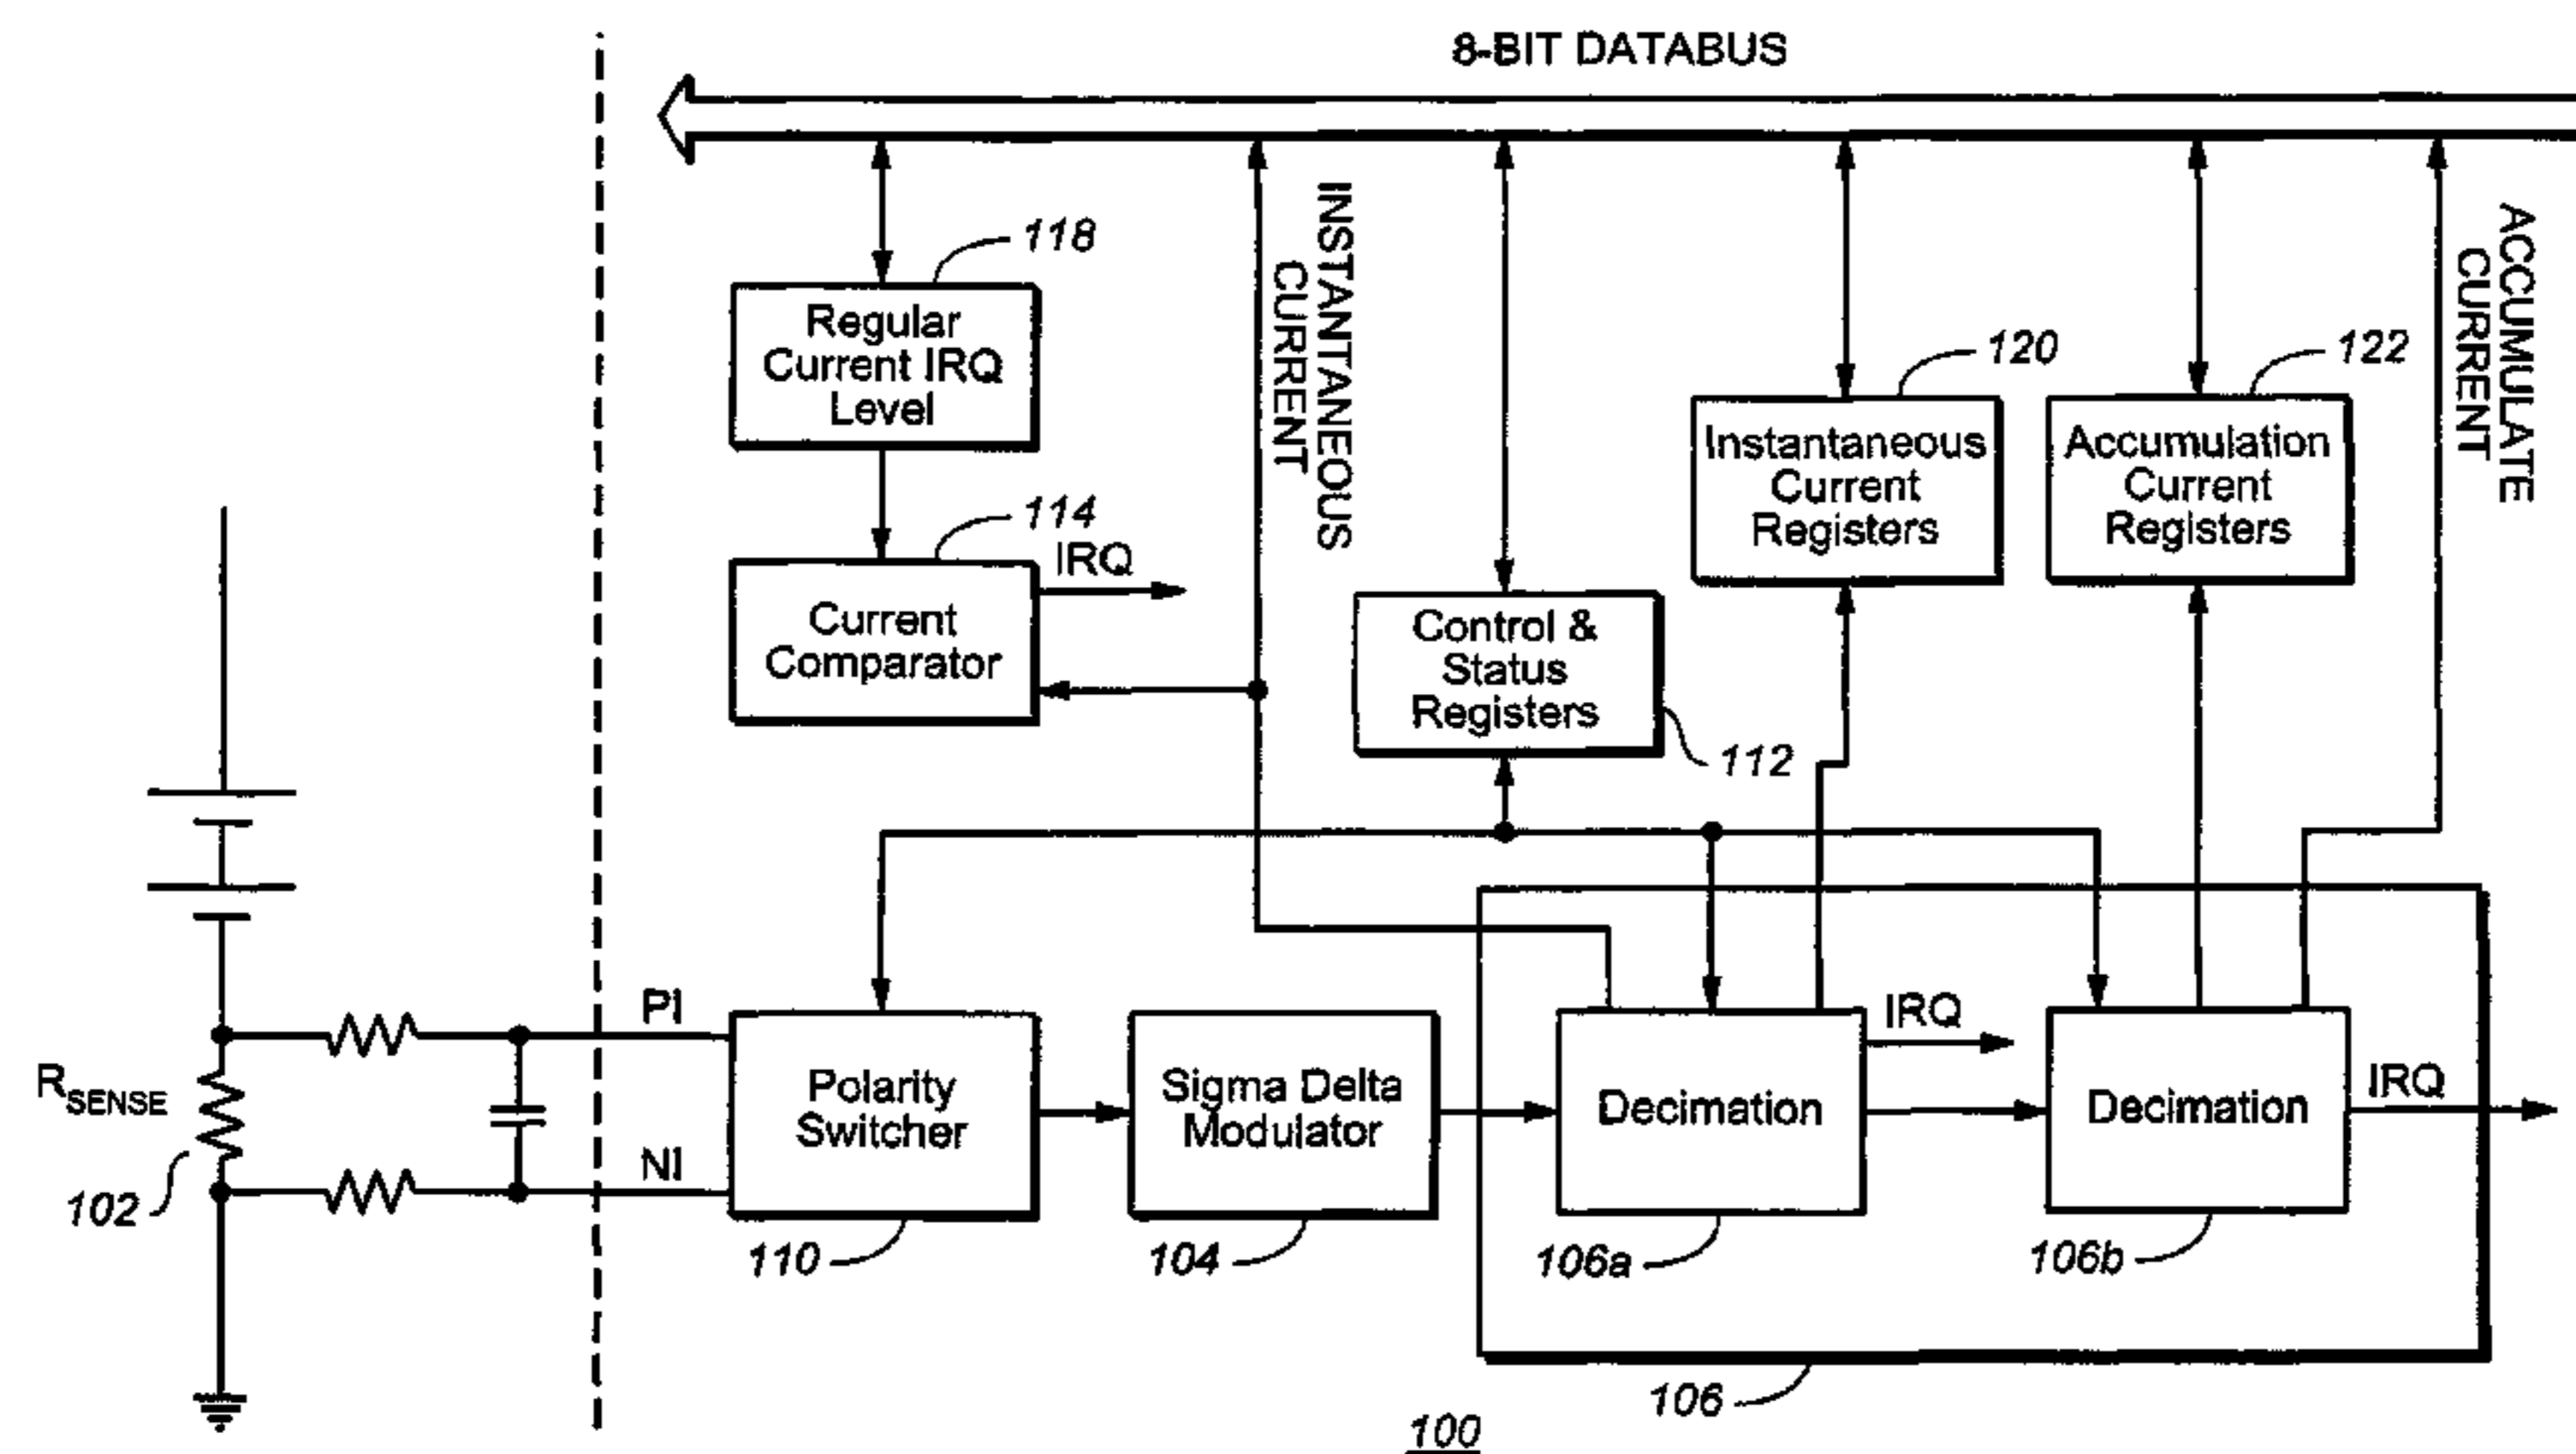 8-BIT DATABUS
118
Regular
Current IRQ
Level
INSTANTANEOUS
CURRENT
120
Instantaneous
Current
Registers
122
Accumulation
Current
Registers
ACCUMULATE
CURRENT
114
IRQ
Current
Comparator
Control &
Status
Registers
112
PI
NI
RSENSE
102
Polarity
Switcher
110
Sigma Delta
Modulator
104
Decimation
106a
IRQ
Decimation
106b
IRQ
106
100